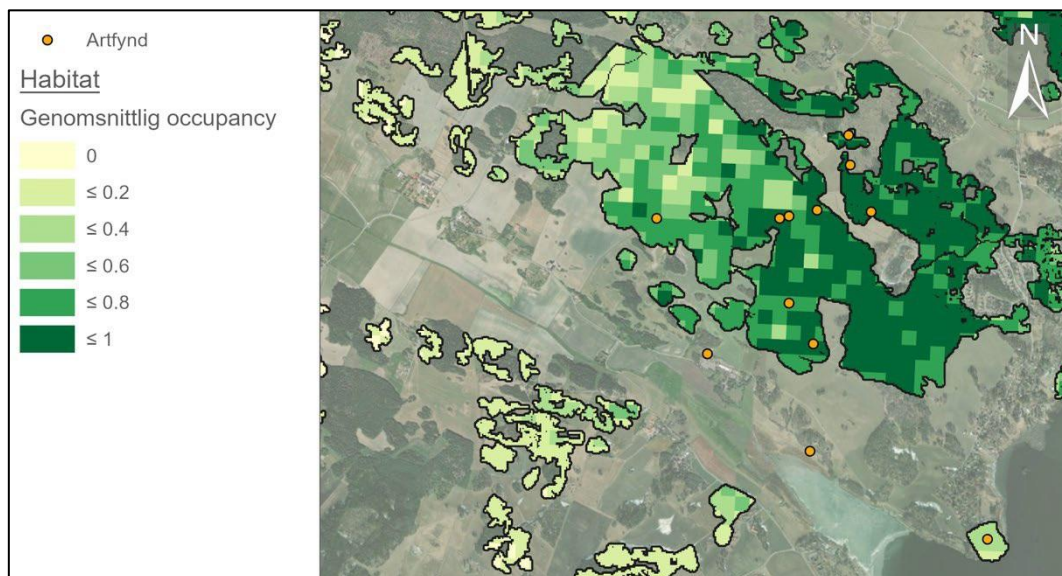 Artfynd
Habitat
Genomsnittlig occupancy
0
≤ 0.2
≤ 0.4
≤ 0.6
≤ 0.8
≤ 1
N